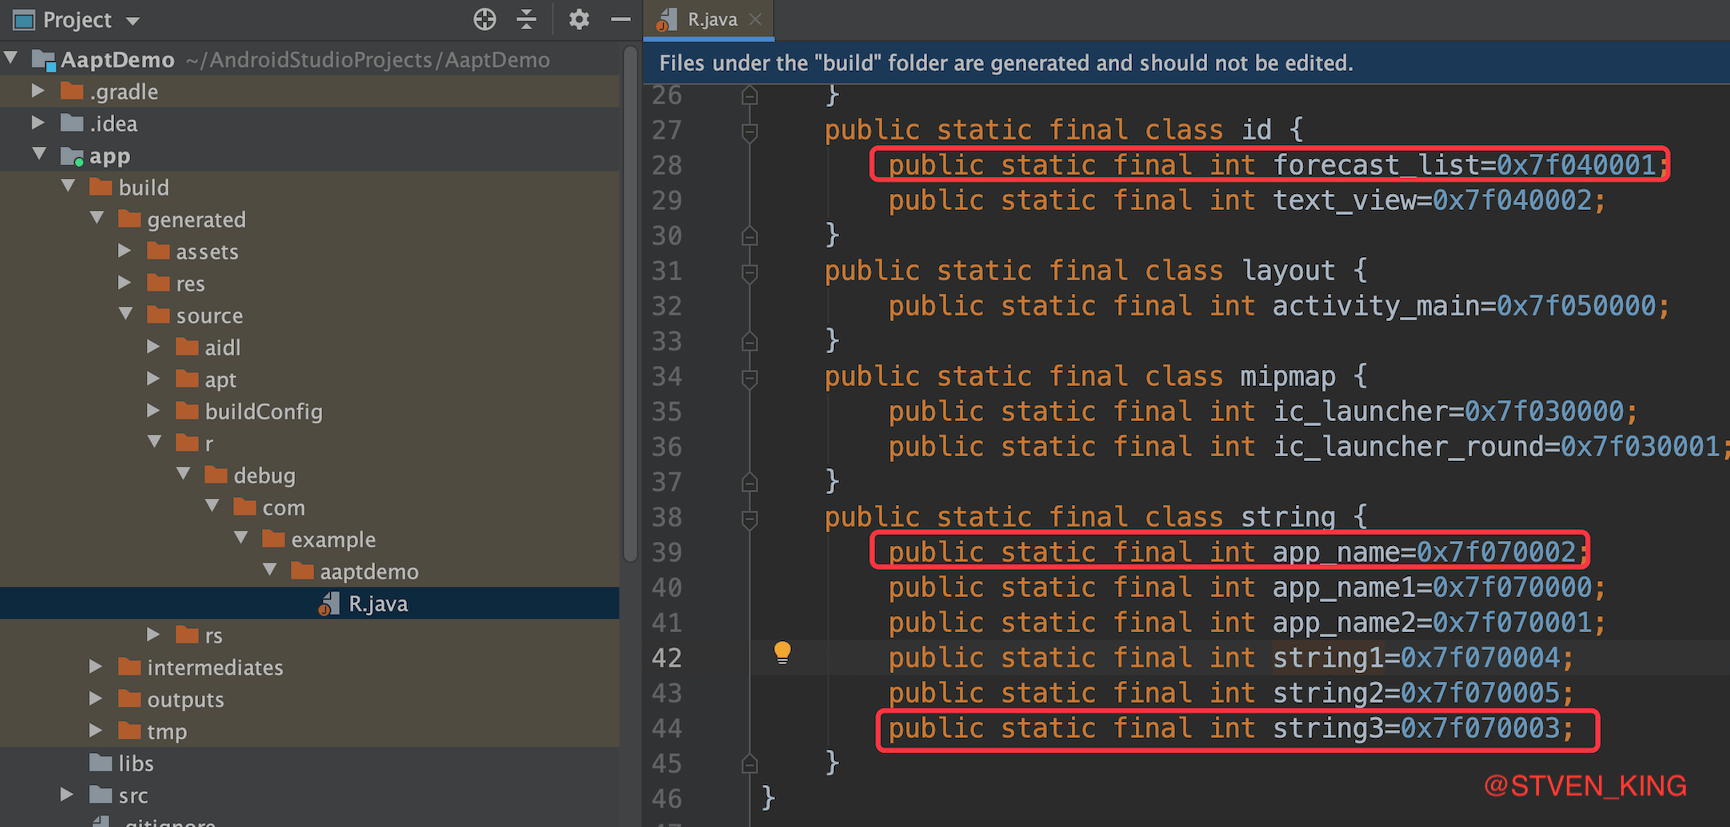 Project
AaptDemo ~/AndroidStudioProjects/AaptDemo
.gradle
.idea
app
build
generated
assets
res
source
aidl
apt
buildConfig
r
debug
com
example
aaptdemo
R.java
rs
intermediates
outputs
tmp
libs
src
.gitignore
R.java
Files under the "build" folder are generated and should not be edited.
26 }
27 public static final class id {
28 public static final int forecast_list=0x7f040001;
29 public static final int text_view=0x7f040002;
30 }
31 public static final class layout {
32 public static final int activity_main=0x7f050000;
33 }
34 public static final class mipmap {
35 public static final int ic_launcher=0x7f030000;
36 public static final int ic_launcher_round=0x7f030001;
37 }
38 public static final class string {
39 public static final int app_name=0x7f070002;
40 public static final int app_name1=0x7f070000;
41 public static final int app_name2=0x7f070001;
42 public static final int string1=0x7f070004;
43 public static final int string2=0x7f070005;
44 public static final int string3=0x7f070003;
45 }
46 }
@STVEN_KING